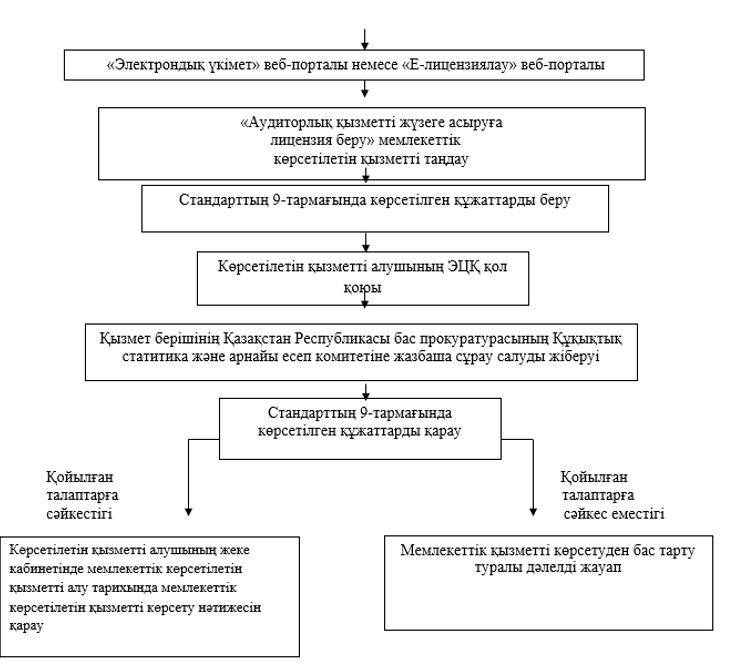 «Электрондық үкімет» веб-порталы немесе «Е-лицензиялау» веб-порталы
«Аудиторлық қызметті жүзеге асыруға
лицензия беру» мемлекеттік
көрсетілетін қызметті таңдау
Стандарттың 9-тармағында көрсетілген құжаттарды беру
Көрсетілетін қызметті алушының ЭЦҚ қол
қоюы
Қызмет берішінің Қазақстан Республикасы бас прокуратурасының Құқықтық
статитика және арнайы есеп комитетіне жазбаша сұрау салуды жіберуі
Стандарттың 9-тармағында
көрсетілген құжаттарды қарау
Қойылған
талаптарға
сәйкестігі
Қойылған
талаптарға
сәйкес еместігі
Көрсетілетін қызметті алушының жеке
кабинетінде мемлекеттік көрсетілетін
қызметті алу тарихында мемлекеттік
көрсетілетін қызметті көрсету нәтижесін
қарау
Мемлекеттік қызметті көрсетуден бас тарту
туралы дәлелді жауап